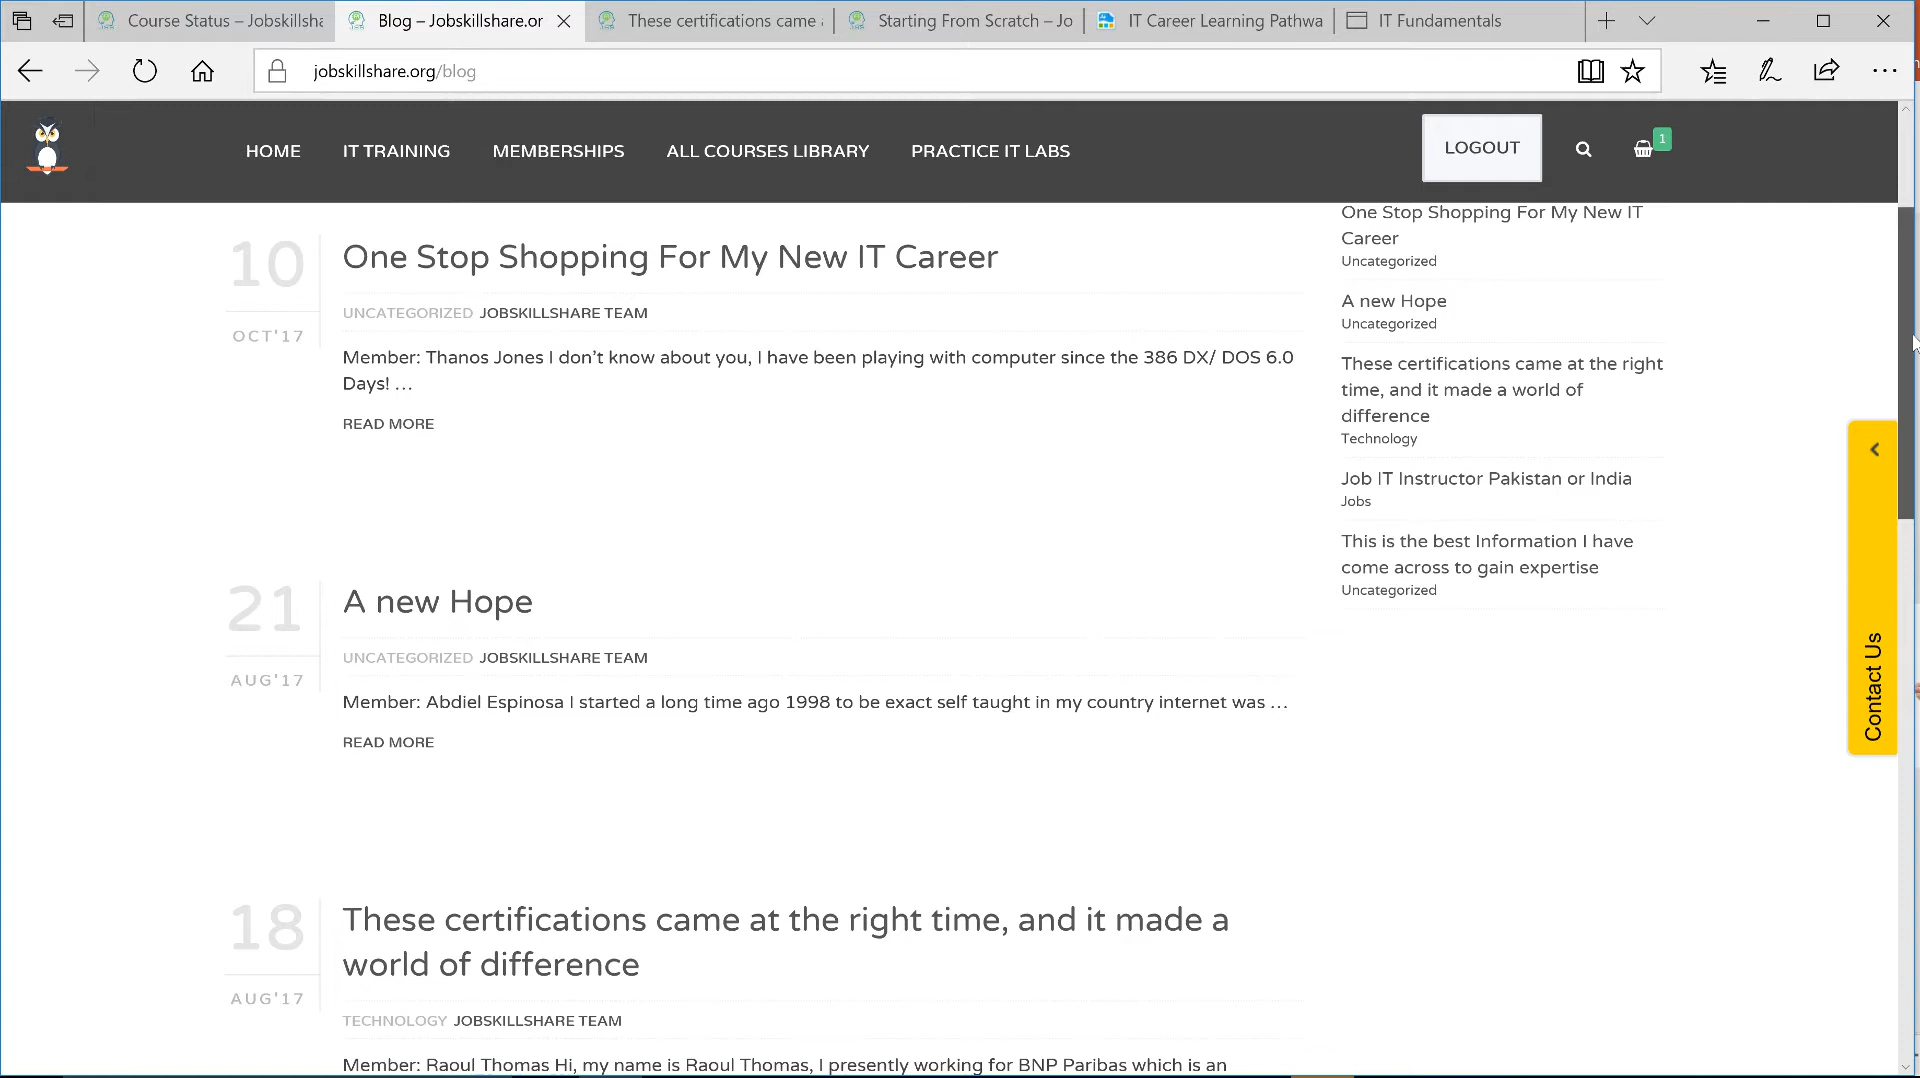 Course Status – Jobskillsha
Blog – Jobskillshare.or
These certifications came
Starting From Scratch – Jo
IT Career Learning Pathwa
IT Fundamentals
jobskillshare.org/blog
HOME
IT TRAINING
MEMBERSHIPS
ALL COURSES LIBRARY
PRACTICE IT LABS
LOGOUT
1
10
OCT'17
One Stop Shopping For My New IT Career
UNCATEGORIZED JOBSKILLSHARE TEAM
Member: Thanos Jones I don't know about you, I have been playing with computer since the 386 DX/ DOS 6.0
Days! …
READ MORE
21
AUG'17
A new Hope
UNCATEGORIZED JOBSKILLSHARE TEAM
Member: Abdiel Espinosa I started a long time ago 1998 to be exact self taught in my country internet was …
READ MORE
18
AUG'17
These certifications came at the right time, and it made a
world of difference
TECHNOLOGY JOBSKILLSHARE TEAM
Member: Raoul Thomas Hi, my name is Raoul Thomas, I presently working for BNP Paribas which is an
One Stop Shopping For My New IT
Career
Uncategorized
A new Hope
Uncategorized
These certifications came at the right
time, and it made a world of
difference
Technology
Job IT Instructor Pakistan or India
Jobs
This is the best Information I have
come across to gain expertise
Uncategorized
Contact Us